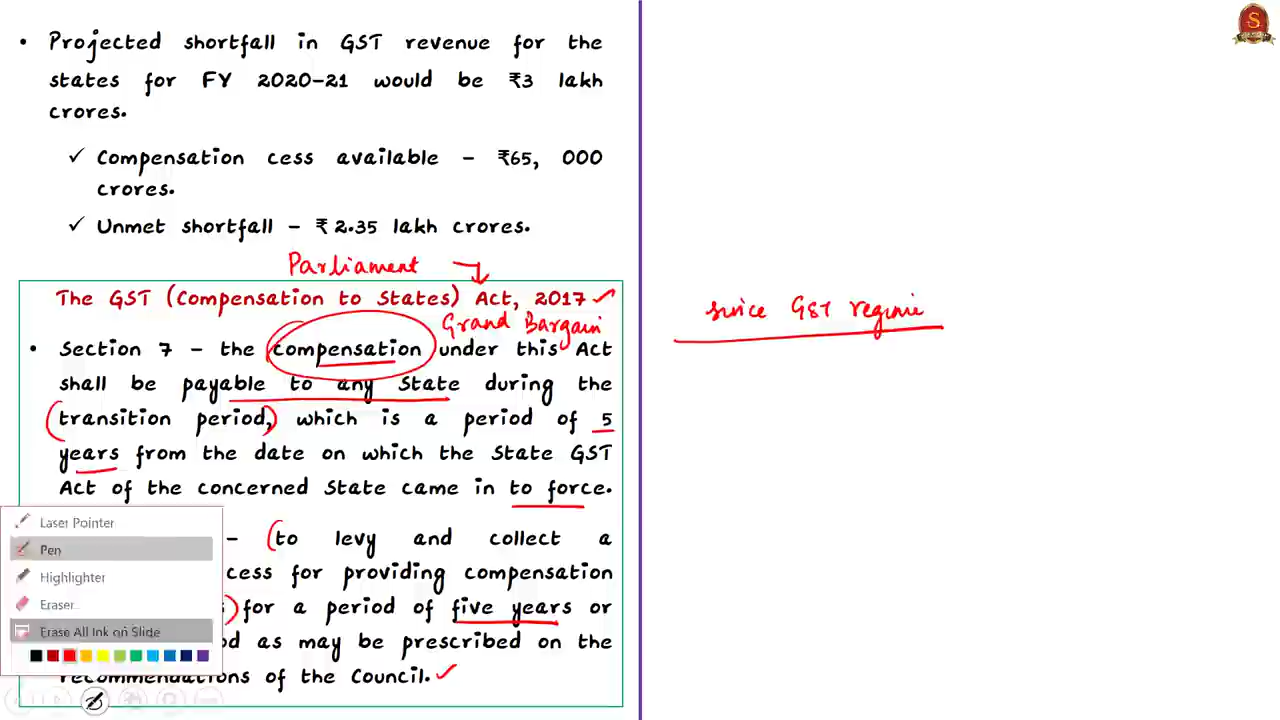 • Projected shortfall in GST revenue for the
states for FY 2020-21 would be ₹3 lakh
crores.
✓ Compensation cess available - ₹65, 000
crores.
✓ Unmet shortfall - ₹ 2.35 lakh crores.
Parliament
The GST (Compensation to States) Act, 2017
Grand Bargain
• Section 7 - the compensation under this Act
shall be payable to any State during the
(transition period,) which is a period of 5
years from the date on which the State GST
Act of the concerned State came in to force.
- (to levy and collect a
cess for providing compensation
) for a period of five years or
as may be prescribed on the
recommendations of the Council.
Laser Pointer
Pen
Highlighter
Eraser
Erase All Ink on Slide
since GST regime
S